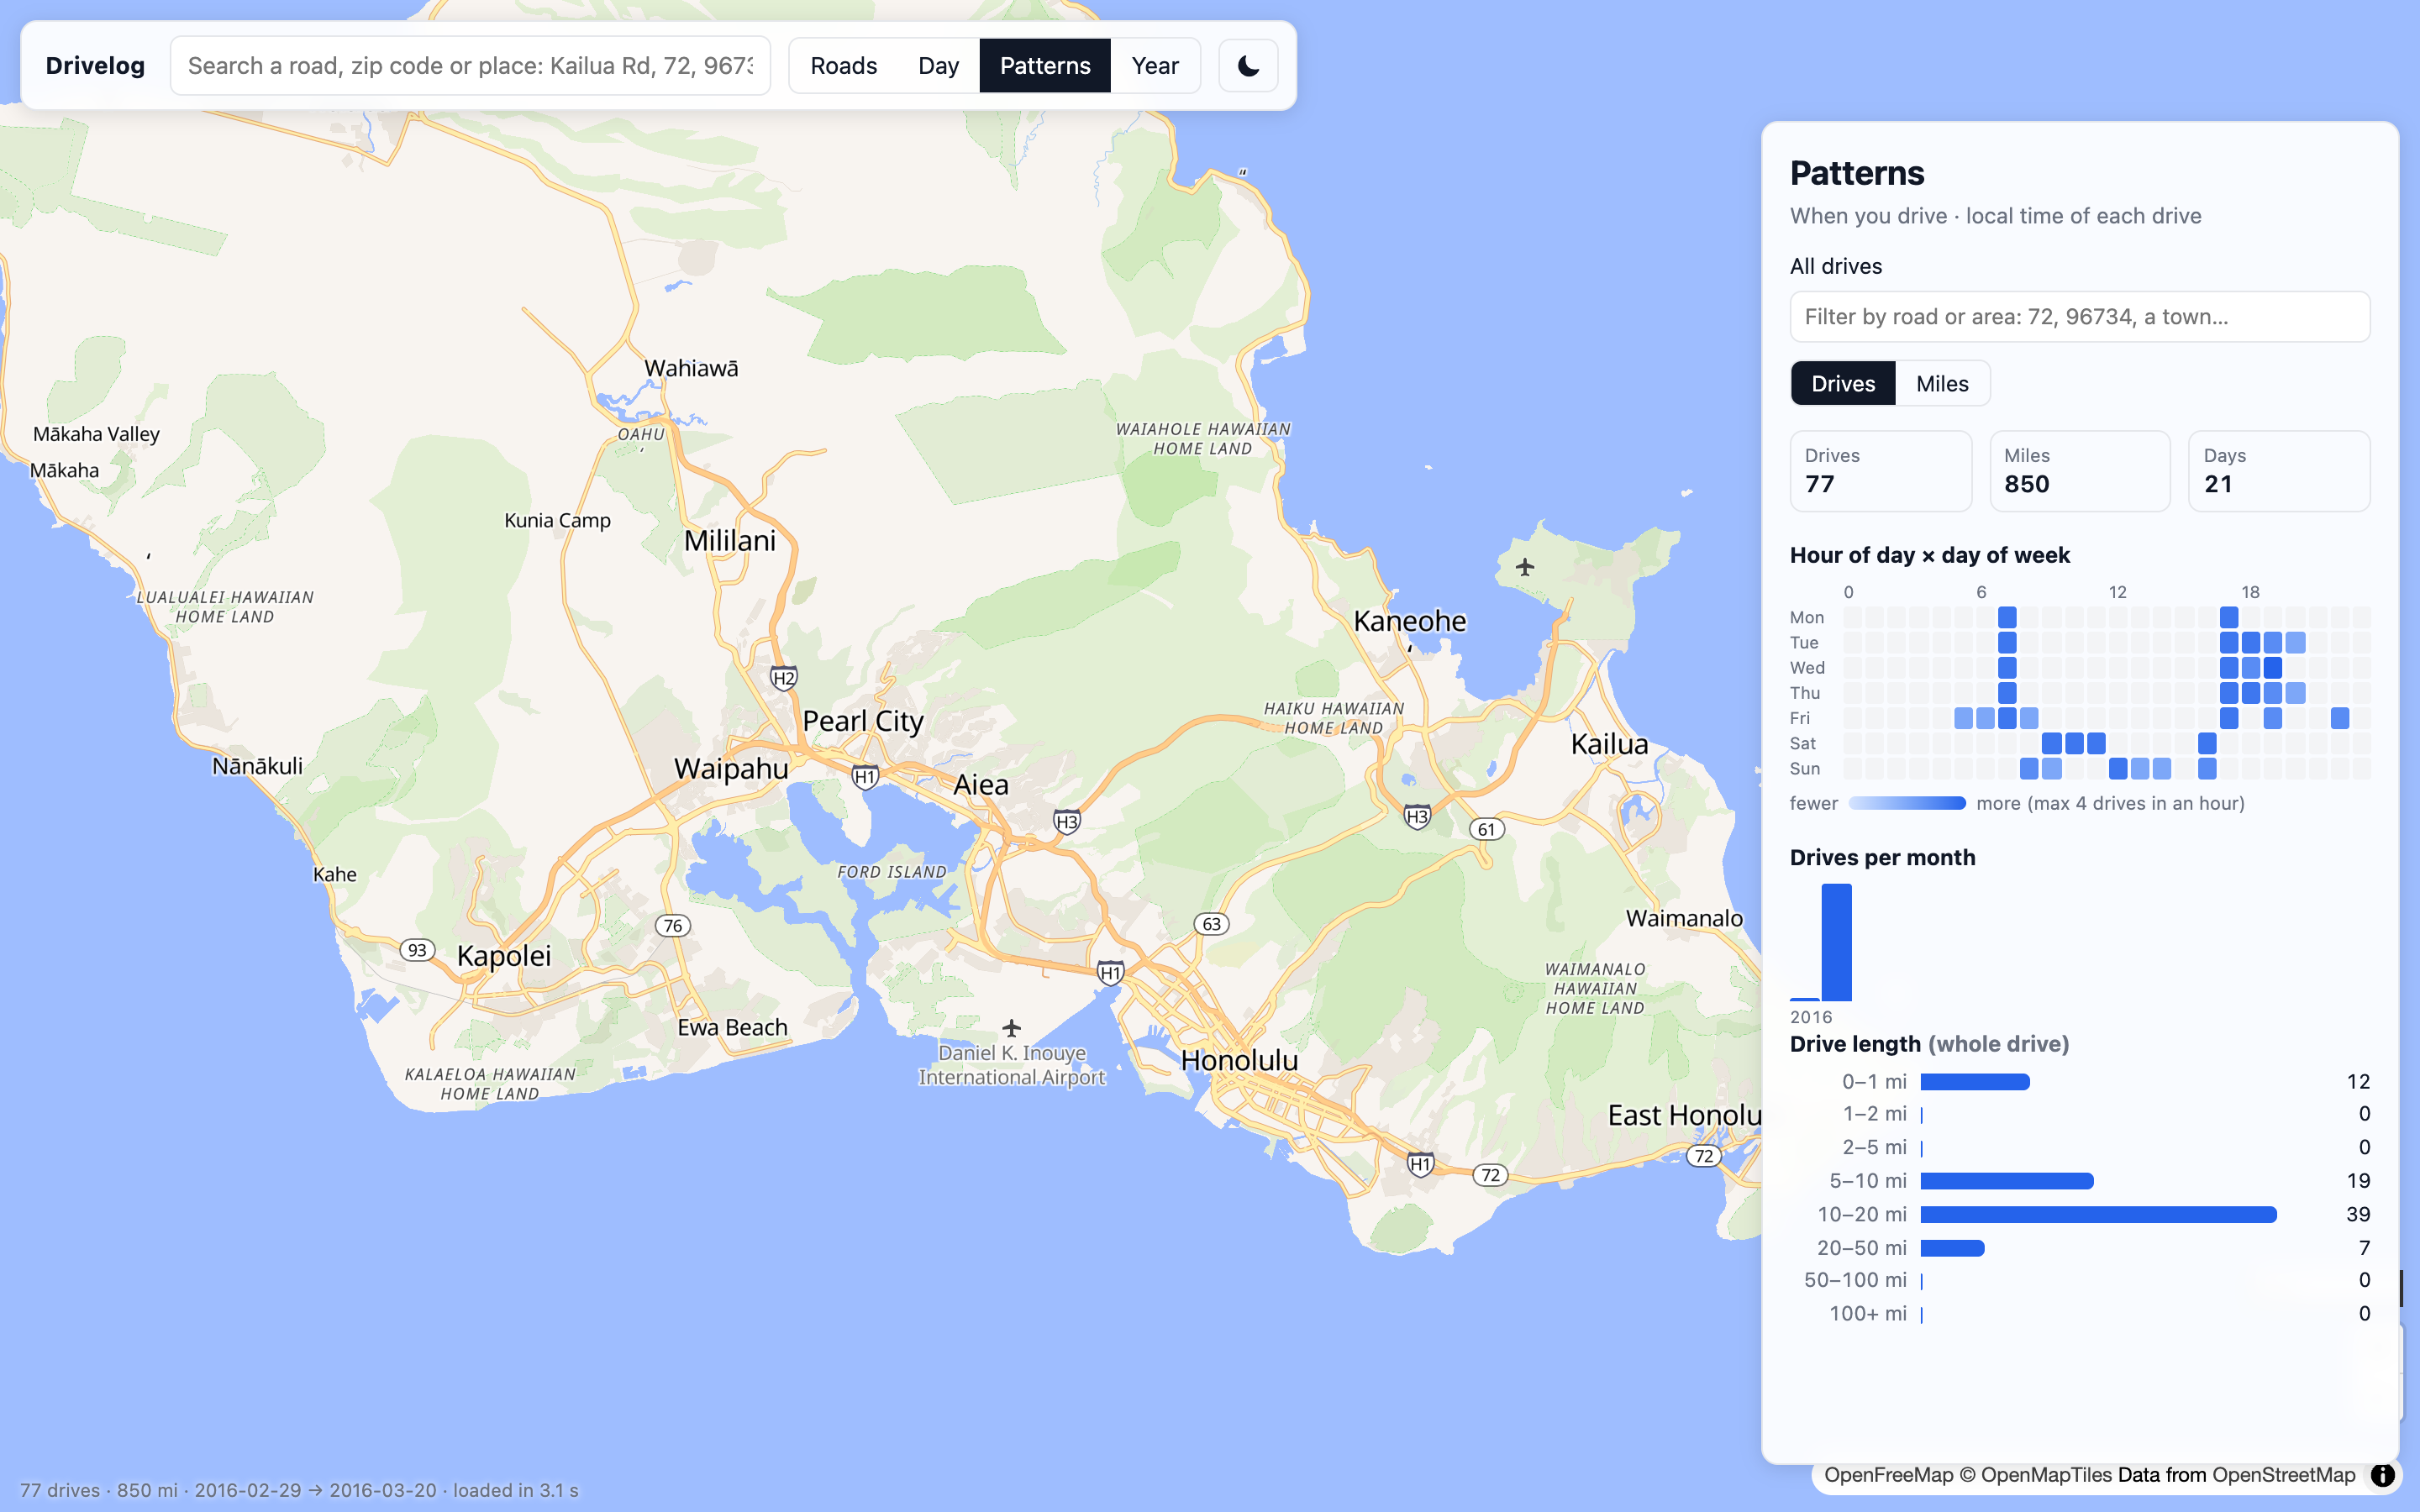 Drivelog
Search a road, zip code or place: Kailua Rd, 72, 9673
Roads
Day
Patterns
Year
Patterns
When you drive · local time of each drive
All drives
Filter by road or area: 72, 96734, a town...
Drives
Miles
Drives
77
Miles
850
Days
21
Hour of day × day of week
0 6 12 18
Mon
Tue
Wed
Thu
Fri
Sat
Sun
fewer more (max 4 drives in an hour)
Drives per month
2016
Drive length (whole drive)
0–1 mi 12
1–2 mi 0
2–5 mi 0
5–10 mi 19
10–20 mi 39
20–50 mi 7
50–100 mi 0
100+ mi 0
Wahiawā
OAHU
Mākaha Valley
Mākaha
Kunia Camp
Mililani
WAIAHOLE HAWAIIAN
HOME LAND
LUALUALEI HAWAIIAN
HOME LAND
Kaneohe
H2
Pearl City
HAIKU HAWAIIAN
HOME LAND
Kailua
Nānākuli
Waipahu
H1
Aiea
H3
H3
61
Kahe
FORD ISLAND
76
63
Waimanalo
93
Kapolei
H1
WAIMANALO
HAWAIIAN
HOME LAND
Ewa Beach
Daniel K. Inouye
International Airport
Honolulu
KALAELOA HAWAIIAN
HOME LAND
East Honolu
H1
72
72
77 drives · 850 mi · 2016-02-29 → 2016-03-20 · loaded in 3.1 s
OpenFreeMap © OpenMapTiles Data from OpenStreetMap